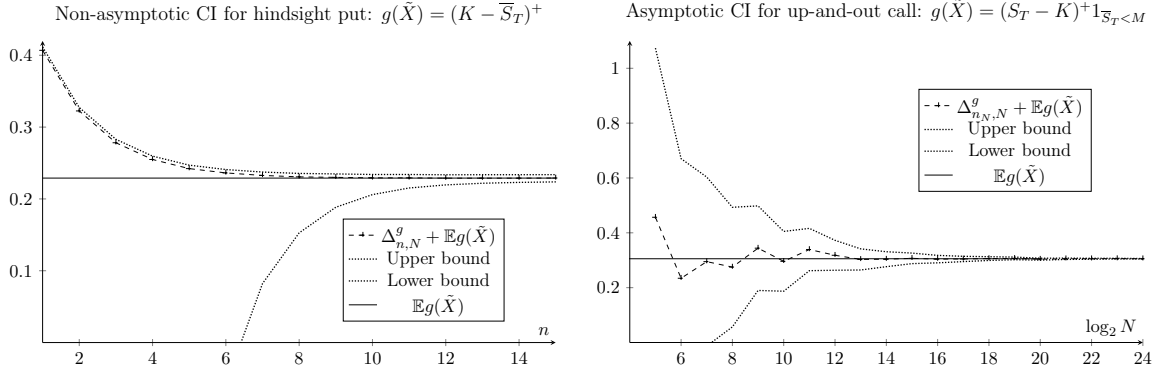 Non-asymptotic CI for hindsight put: g(X̃) = (K − S̅_T)⁺
0.4
0.3
0.2
0.1
Δ^g_{n,N} + 𝔼g(X̃)
Upper bound
Lower bound
𝔼g(X̃)
n
2 4 6 8 10 12 14
Asymptotic CI for up-and-out call: g(X̃) = (S_T − K)⁺1_{S̅_T<M}
1
0.8
0.6
0.4
0.2
Δ^g_{n_N,N} + 𝔼g(X̃)
Upper bound
Lower bound
𝔼g(X̃)
log₂ N
6 8 10 12 14 16 18 20 22 24